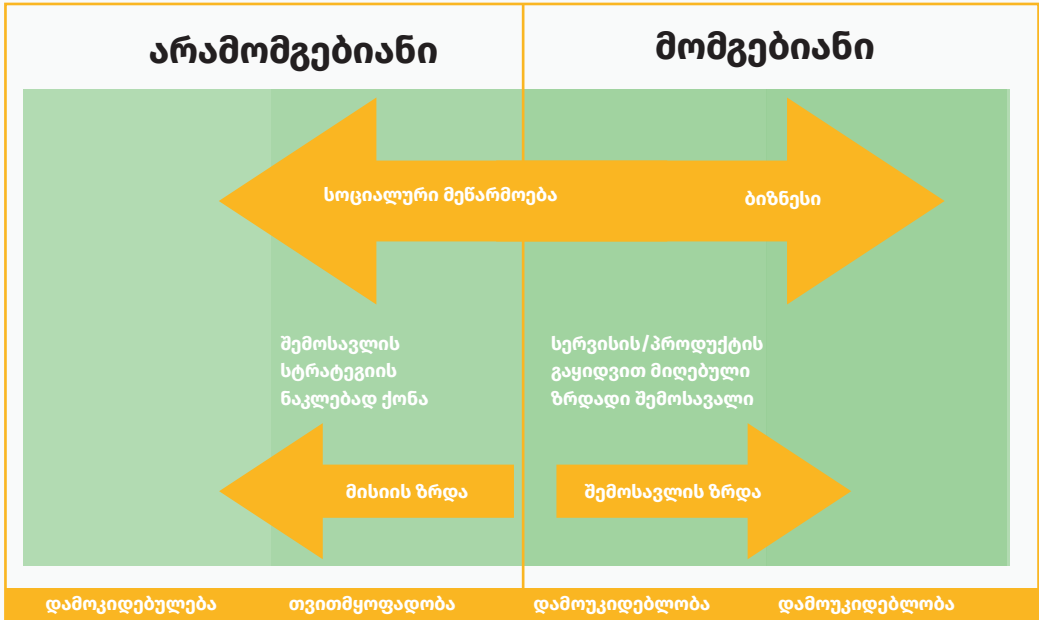 არამომგებიანი
მომგებიანი
სოციალური მეწარმოება
ბიზნესი
შემოსავლის
სტრატეგიის
ნაკლებად ქონა
სერვისის/პროდუქტის
გაყიდვით მიღებული
ზრდადი შემოსავალი
მისიის ზრდა
შემოსავლის ზრდა
დამოკიდებულება
თვითმყოფადობა
დამოუკიდებლობა
დამოუკიდებლობა